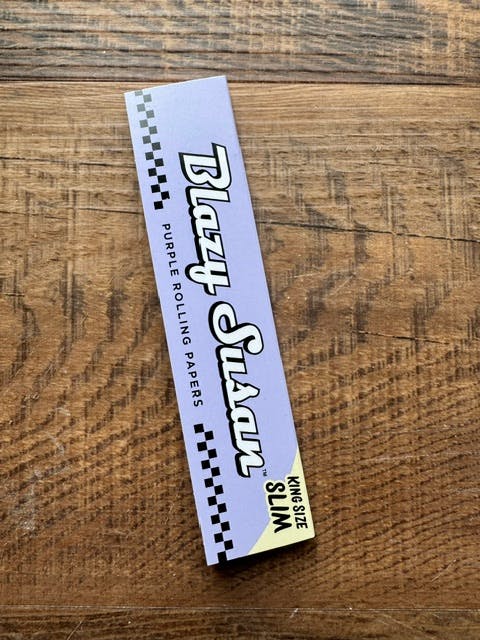 Blazy Susan™
PURPLE ROLLING PAPERS
KING SIZE
SLIM